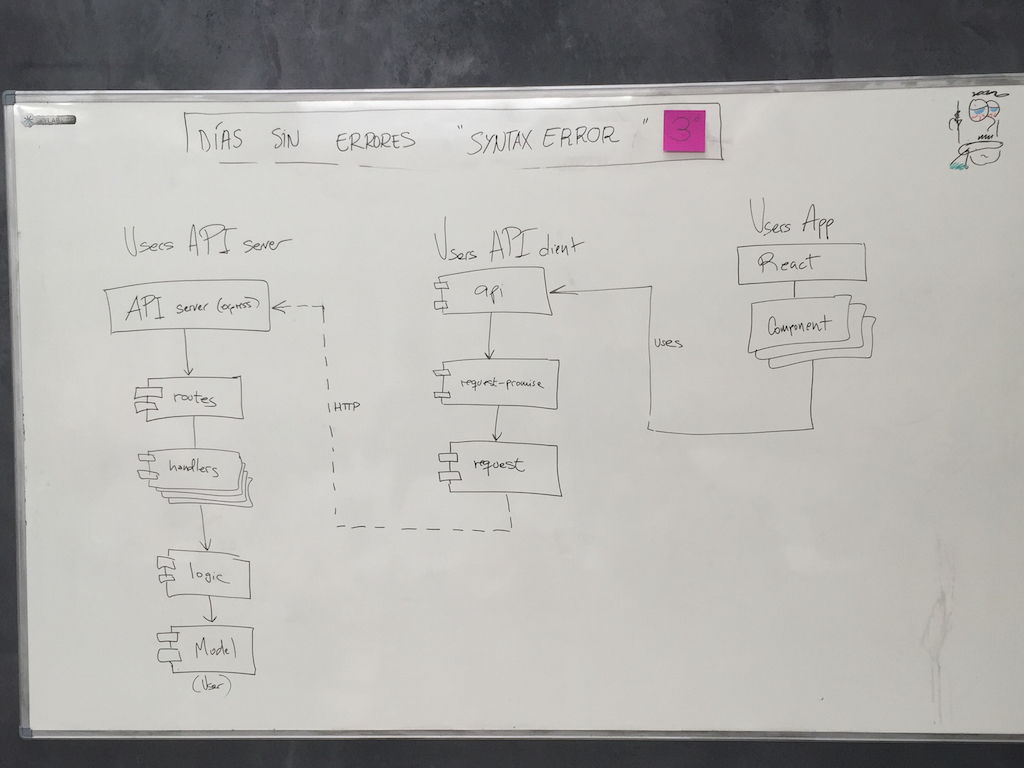 DÍAS SIN ERRORES "SYNTAX ERROR" 3
Users API server
API server (express)
routes
handlers
logic
Model
(User)
HTTP
Users API client
api
request-promise
request
uses
Users App
React
Component